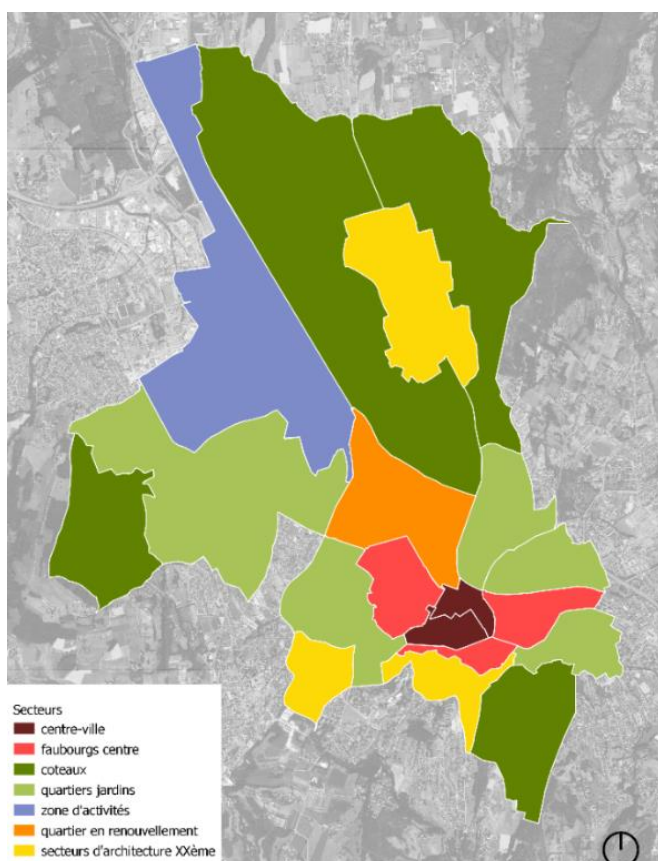 Secteurs
centre-ville
faubourgs centre
coteaux
quartiers jardins
zone d'activités
quartier en renouvellement
secteurs d'architecture XXème